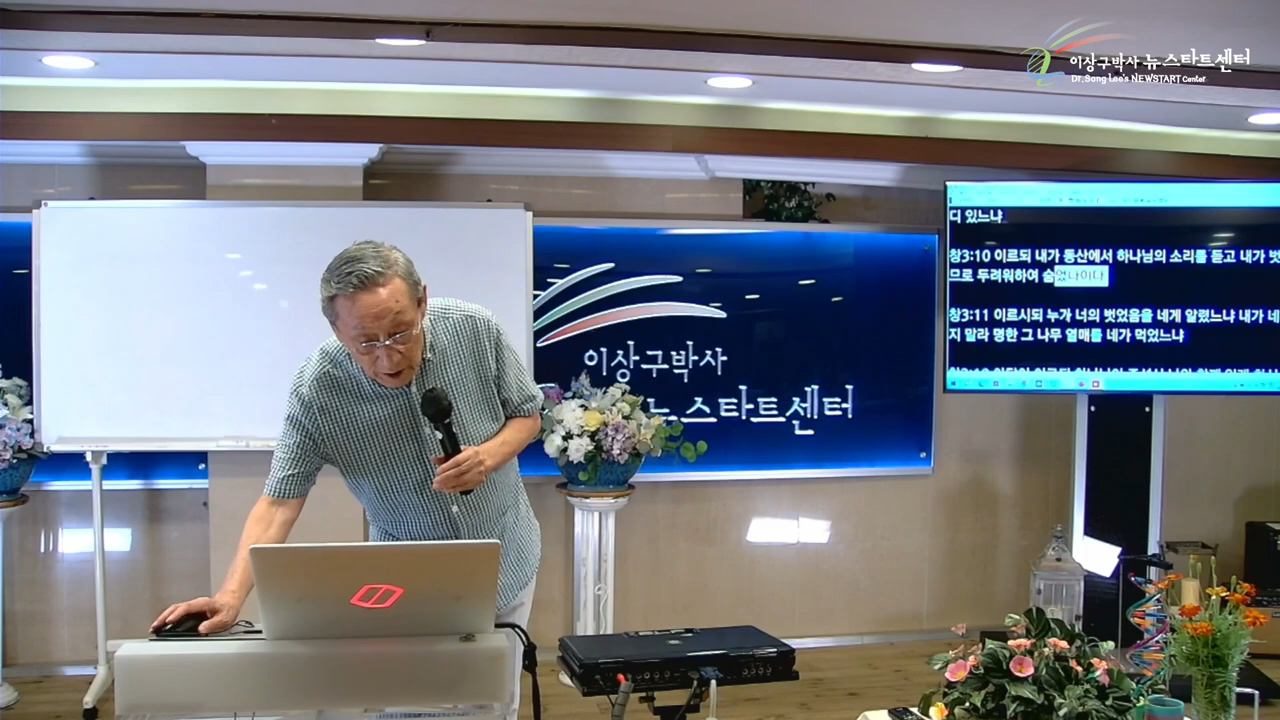 이상구박사 뉴스타트센터
Dr. Sang Lee's NEWSTART Center
디 있느냐
창3:10 이르되 내가 동산에서 하나님의 소리를 듣고 내가 벗
므로 두려워하여 숨었나이다
창3:11 이르시되 누가 너의 벗었음을 네게 알렸느냐 내가 네
지 말라 명한 그 나무 열매를 네가 먹었느냐
이상구박사
뉴스타트센터